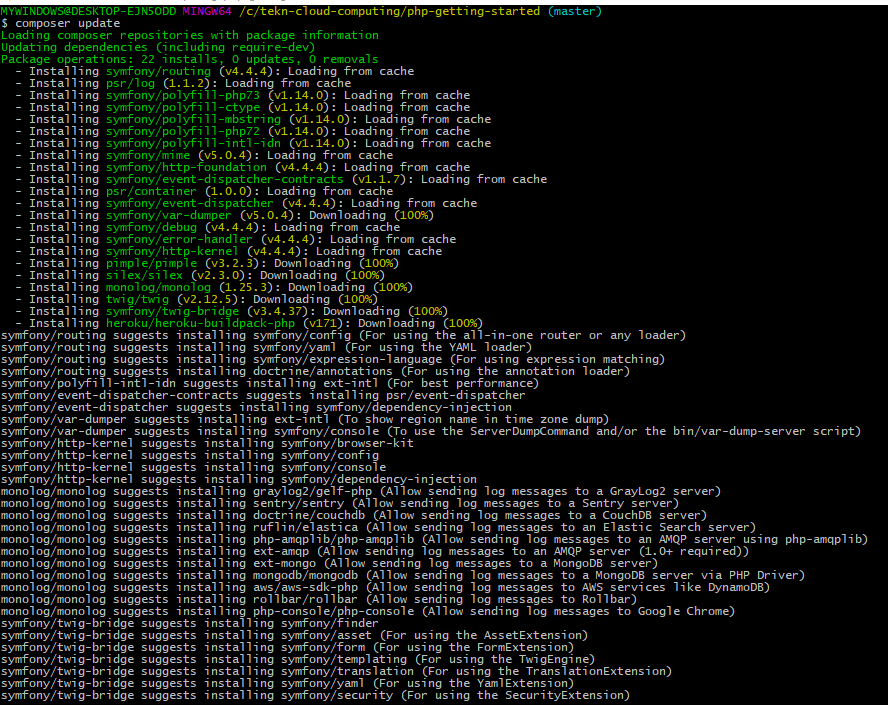 MYWINDOWS@DESKTOP-EJN5ODD MINGW64 /c/tekn-cloud-computing/php-getting-started (master)
$ composer update
Loading composer repositories with package information
Updating dependencies (including require-dev)
Package operations: 22 installs, 0 updates, 0 removals
  - Installing symfony/routing (v4.4.4): Loading from cache
  - Installing psr/log (1.1.2): Loading from cache
  - Installing symfony/polyfill-php73 (v1.14.0): Loading from cache
  - Installing symfony/polyfill-ctype (v1.14.0): Loading from cache
  - Installing symfony/polyfill-mbstring (v1.14.0): Loading from cache
  - Installing symfony/polyfill-php72 (v1.14.0): Loading from cache
  - Installing symfony/polyfill-intl-idn (v1.14.0): Loading from cache
  - Installing symfony/mime (v5.0.4): Loading from cache
  - Installing symfony/http-foundation (v4.4.4): Loading from cache
  - Installing symfony/event-dispatcher-contracts (v1.1.7): Loading from cache
  - Installing psr/container (1.0.0): Loading from cache
  - Installing symfony/event-dispatcher (v4.4.4): Loading from cache
  - Installing symfony/var-dumper (v5.0.4): Downloading (100%)
  - Installing symfony/debug (v4.4.4): Loading from cache
  - Installing symfony/error-handler (v4.4.4): Loading from cache
  - Installing symfony/http-kernel (v4.4.4): Loading from cache
  - Installing pimple/pimple (v3.2.3): Downloading (100%)
  - Installing silex/silex (v2.3.0): Downloading (100%)
  - Installing monolog/monolog (1.25.3): Downloading (100%)
  - Installing twig/twig (v2.12.5): Downloading (100%)
  - Installing symfony/twig-bridge (v3.4.37): Downloading (100%)
  - Installing heroku/heroku-buildpack-php (v171): Downloading (100%)
symfony/routing suggests installing symfony/config (For using the all-in-one router or any loader)
symfony/routing suggests installing symfony/yaml (For using the YAML loader)
symfony/routing suggests installing symfony/expression-language (For using expression matching)
symfony/routing suggests installing doctrine/annotations (For using the annotation loader)
symfony/polyfill-intl-idn suggests installing ext-intl (For best performance)
symfony/event-dispatcher-contracts suggests installing psr/event-dispatcher
symfony/event-dispatcher suggests installing symfony/dependency-injection
symfony/var-dumper suggests installing ext-intl (To show region name in time zone dump)
symfony/var-dumper suggests installing symfony/console (To use the ServerDumpCommand and/or the bin/var-dump-server script)
symfony/http-kernel suggests installing symfony/browser-kit
symfony/http-kernel suggests installing symfony/config
symfony/http-kernel suggests installing symfony/console
symfony/http-kernel suggests installing symfony/dependency-injection
monolog/monolog suggests installing graylog2/gelf-php (Allow sending log messages to a GrayLog2 server)
monolog/monolog suggests installing sentry/sentry (Allow sending log messages to a Sentry server)
monolog/monolog suggests installing doctrine/couchdb (Allow sending log messages to a CouchDB server)
monolog/monolog suggests installing ruflin/elastica (Allow sending log messages to an Elastic Search server)
monolog/monolog suggests installing php-amqplib/php-amqplib (Allow sending log messages to an AMQP server using php-amqplib)
monolog/monolog suggests installing ext-amqp (Allow sending log messages to an AMQP server (1.0+ required))
monolog/monolog suggests installing ext-mongo (Allow sending log messages to a MongoDB server)
monolog/monolog suggests installing mongodb/mongodb (Allow sending log messages to a MongoDB server via PHP Driver)
monolog/monolog suggests installing aws/aws-sdk-php (Allow sending log messages to AWS services like DynamoDB)
monolog/monolog suggests installing rollbar/rollbar (Allow sending log messages to Rollbar)
monolog/monolog suggests installing php-console/php-console (Allow sending log messages to Google Chrome)
symfony/twig-bridge suggests installing symfony/finder
symfony/twig-bridge suggests installing symfony/asset (For using the AssetExtension)
symfony/twig-bridge suggests installing symfony/form (For using the FormExtension)
symfony/twig-bridge suggests installing symfony/templating (For using the TwigEngine)
symfony/twig-bridge suggests installing symfony/translation (For using the TranslationExtension)
symfony/twig-bridge suggests installing symfony/yaml (For using the YamlExtension)
symfony/twig-bridge suggests installing symfony/security (For using the SecurityExtension)